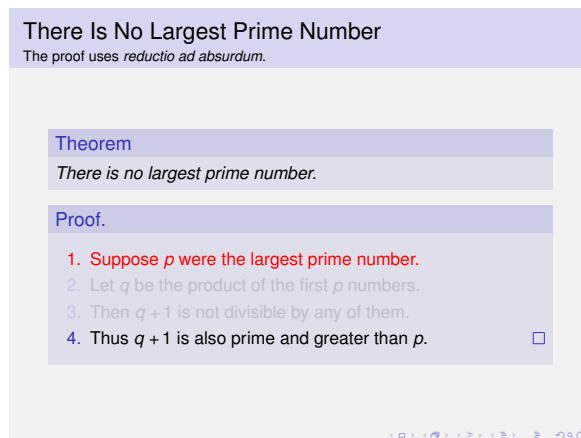 There Is No Largest Prime Number
The proof uses reductio ad absurdum.
Theorem
There is no largest prime number.
Proof.
1. Suppose p were the largest prime number.
2. Let q be the product of the first p numbers.
3. Then q + 1 is not divisible by any of them.
4. Thus q + 1 is also prime and greater than p.